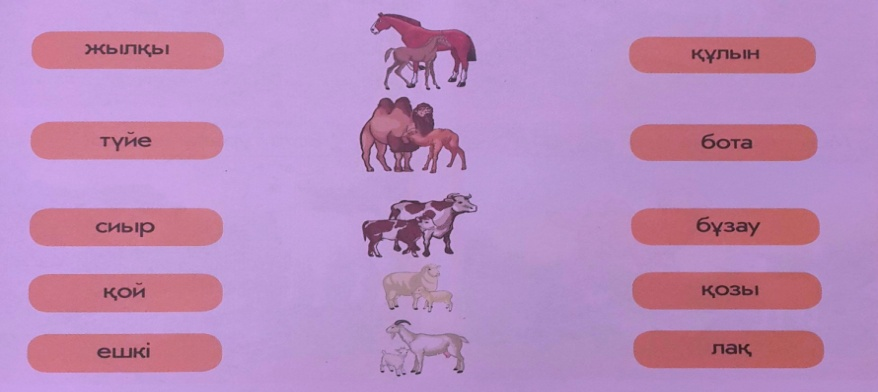 жылқы құлын
түйе бота
сиыр бұзау
қой қозы
ешкі лақ